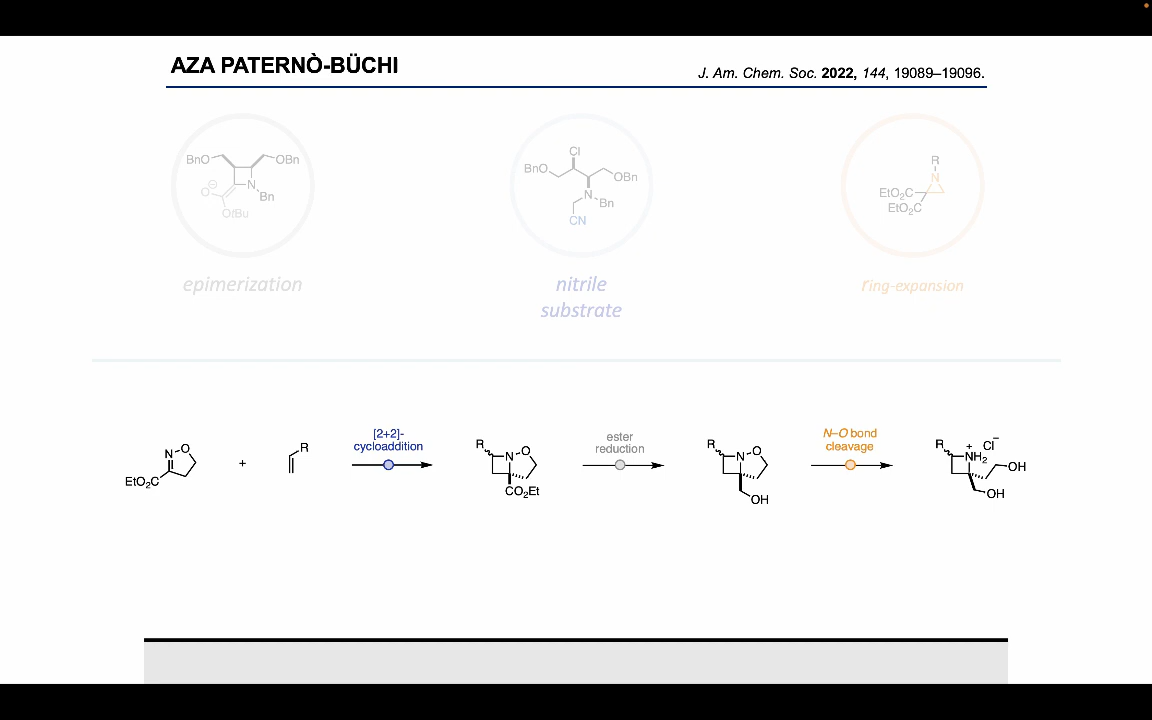 AZA PATERNÒ-BÜCHI
J. Am. Chem. Soc. 2022, 144, 19089–19096.
BnO
OBn
O⊖
N
Bn
OtBu
epimerization
Cl
BnO
OBn
N
Bn
CN
nitrile
substrate
R
N
EtO₂C
EtO₂C
ring-expansion
N
O
EtO₂C
+
R
[2+2]-
cycloaddition
R
N
O
CO₂Et
ester
reduction
R
N
O
OH
N–O bond
cleavage
R
+
Cl⁻
NH₂
OH
OH